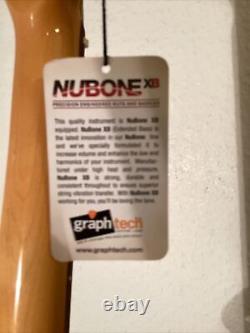 NUBONE XB
PRECISION ENGINEERED NUTS AND SADDLES
This quality instrument is NuBone XB
equipped. NuBone XB (Extended Bass) is
the latest innovation in our NuBone line
and we've specially formulated it to
increase volume and enhance the low end
harmonics of your instrument. Manufac-
tured under high heat and pressure,
NuBone XB is strong, durable and
consistent throughout to ensure superior
string vibration transfer. With NuBone XB
working for you, you'll be loving the tone.
graphtech
www.graphtech.com